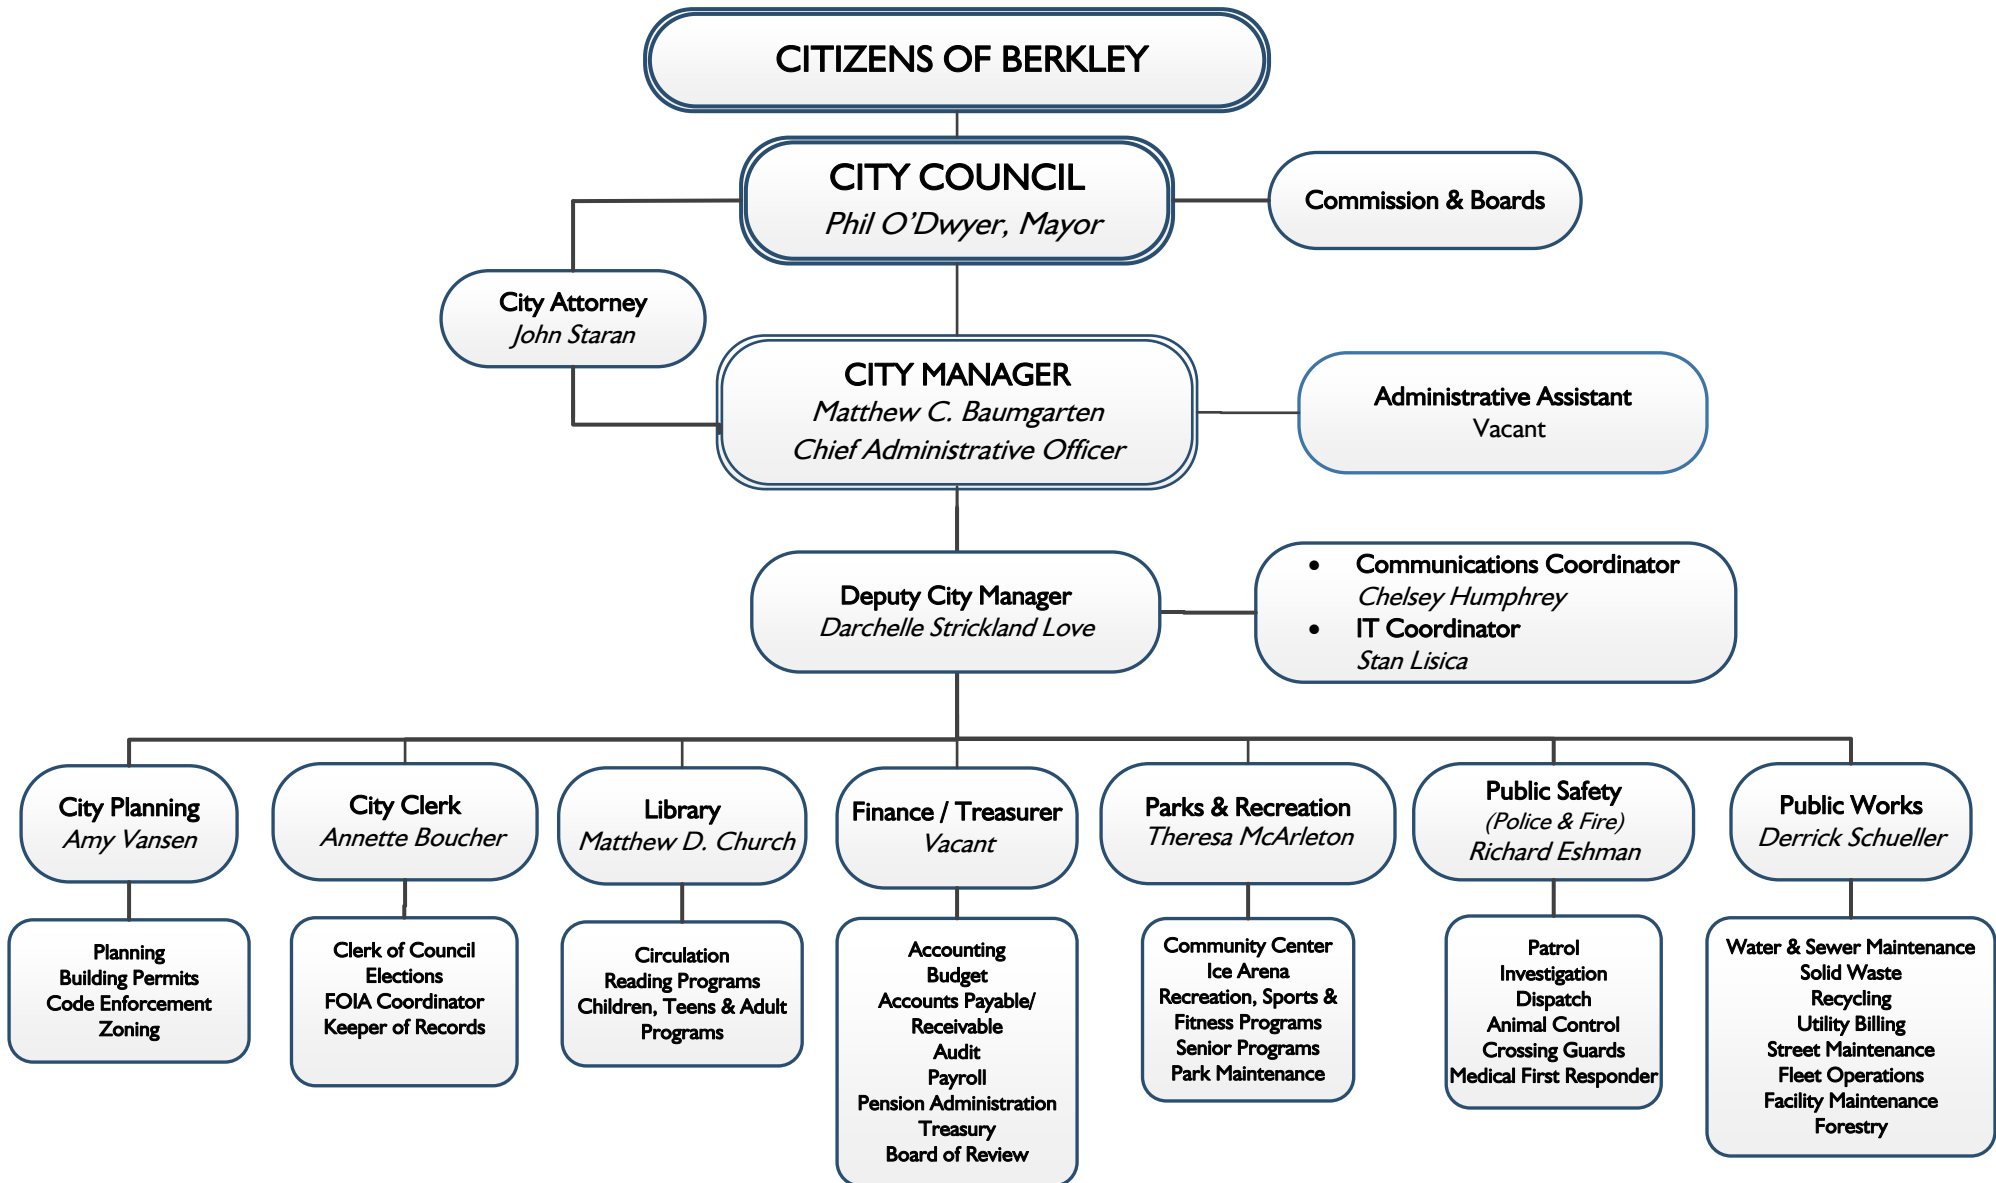 CITIZENS OF BERKLEY
CITY COUNCIL
Phil O'Dwyer, Mayor
Commission & Boards
City Attorney
John Staran
CITY MANAGER
Matthew C. Baumgarten
Chief Administrative Officer
Administrative Assistant
Vacant
Deputy City Manager
Darchelle Strickland Love
• Communications Coordinator
Chelsey Humphrey
• IT Coordinator
Stan Lisica
City Planning
Amy Vansen
City Clerk
Annette Boucher
Library
Matthew D. Church
Finance / Treasurer
Vacant
Parks & Recreation
Theresa McArleton
Public Safety
(Police & Fire)
Richard Eshman
Public Works
Derrick Schueller
Planning
Building Permits
Code Enforcement
Zoning
Clerk of Council
Elections
FOIA Coordinator
Keeper of Records
Circulation
Reading Programs
Children, Teens & Adult
Programs
Accounting
Budget
Accounts Payable/
Receivable
Audit
Payroll
Pension Administration
Treasury
Board of Review
Community Center
Ice Arena
Recreation, Sports &
Fitness Programs
Senior Programs
Park Maintenance
Patrol
Investigation
Dispatch
Animal Control
Crossing Guards
Medical First Responder
Water & Sewer Maintenance
Solid Waste
Recycling
Utility Billing
Street Maintenance
Fleet Operations
Facility Maintenance
Forestry